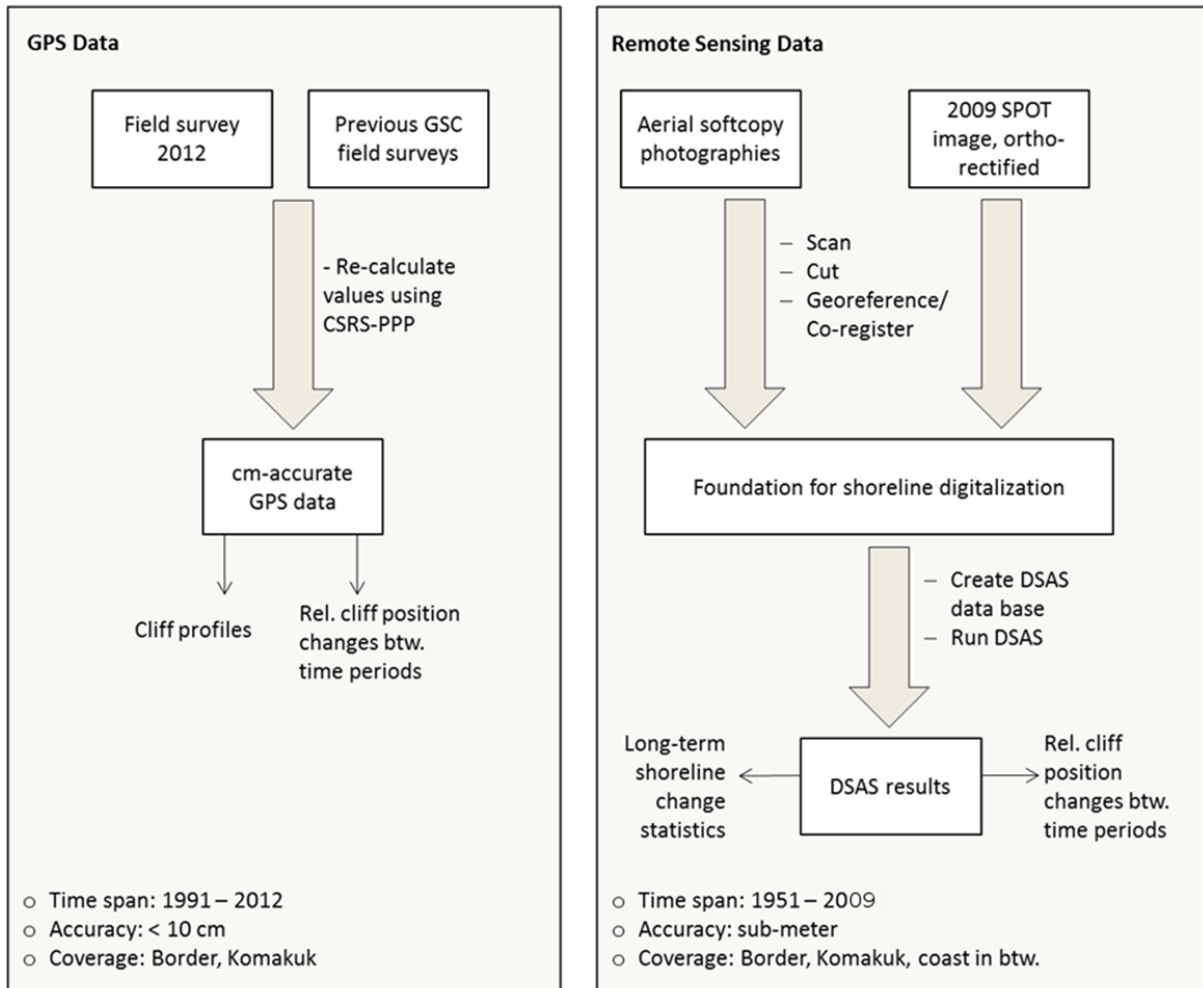 GPS Data
Field survey
2012
Previous GSC
field surveys
- Re-calculate
values using
CSRS-PPP
cm-accurate
GPS data
Cliff profiles
Rel. cliff position
changes btw.
time periods
o Time span: 1991 – 2012
o Accuracy: < 10 cm
o Coverage: Border, Komakuk
Remote Sensing Data
Aerial softcopy
photographies
2009 SPOT
image, ortho-
rectified
– Scan
– Cut
– Georeference/
Co-register
Foundation for shoreline digitalization
– Create DSAS
data base
– Run DSAS
Long-term
shoreline
change
statistics
DSAS results
Rel. cliff
position
changes btw.
time periods
o Time span: 1951 – 2009
o Accuracy: sub-meter
o Coverage: Border, Komakuk, coast in btw.